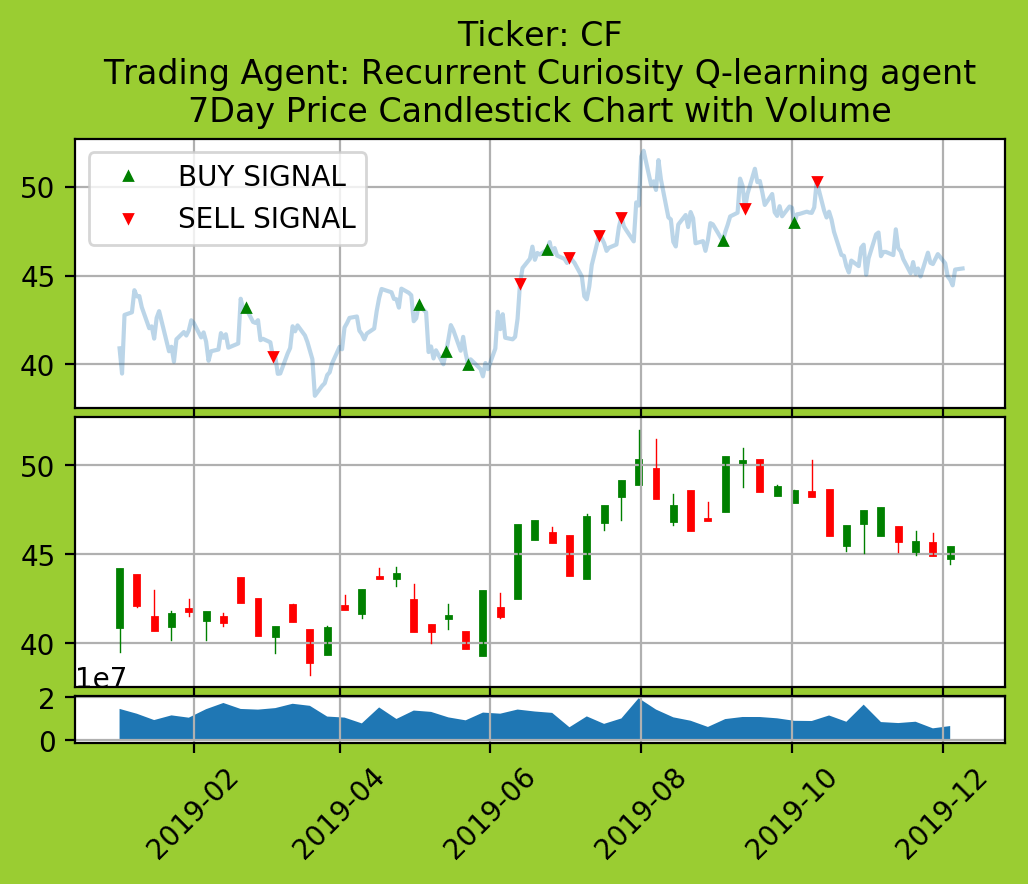 Ticker: CF
Trading Agent: Recurrent Curiosity Q-learning agent
7Day Price Candlestick Chart with Volume
BUY SIGNAL
SELL SIGNAL
50
45
40
50
45
40
1e7
2
0
2019-02
2019-04
2019-06
2019-08
2019-10
2019-12